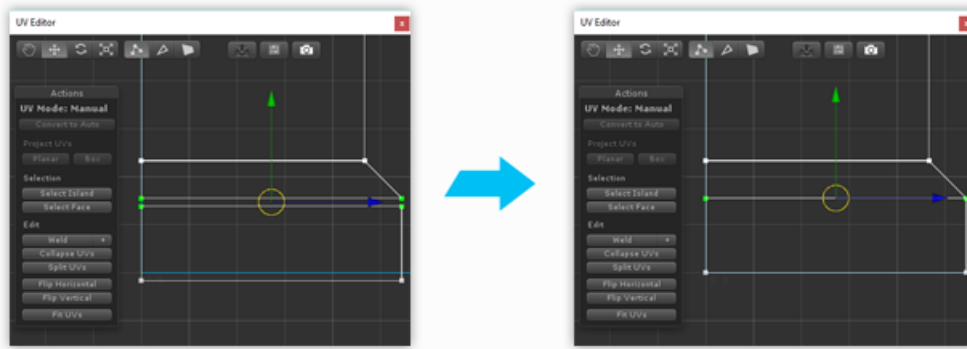 UV Editor
x
Actions
UV Mode: Manual
Convert to Auto
Project UVs
Planar
Box
Selection
Select Island
Select Face
Edit
Weld +
Collapse UVs
Split UVs
Flip Horizontal
Flip Vertical
Fit UVs
UV Editor
x
Actions
UV Mode: Manual
Convert to Auto
Project UVs
Planar
Box
Selection
Select Island
Select Face
Edit
Weld +
Collapse UVs
Split UVs
Flip Horizontal
Flip Vertical
Fit UVs